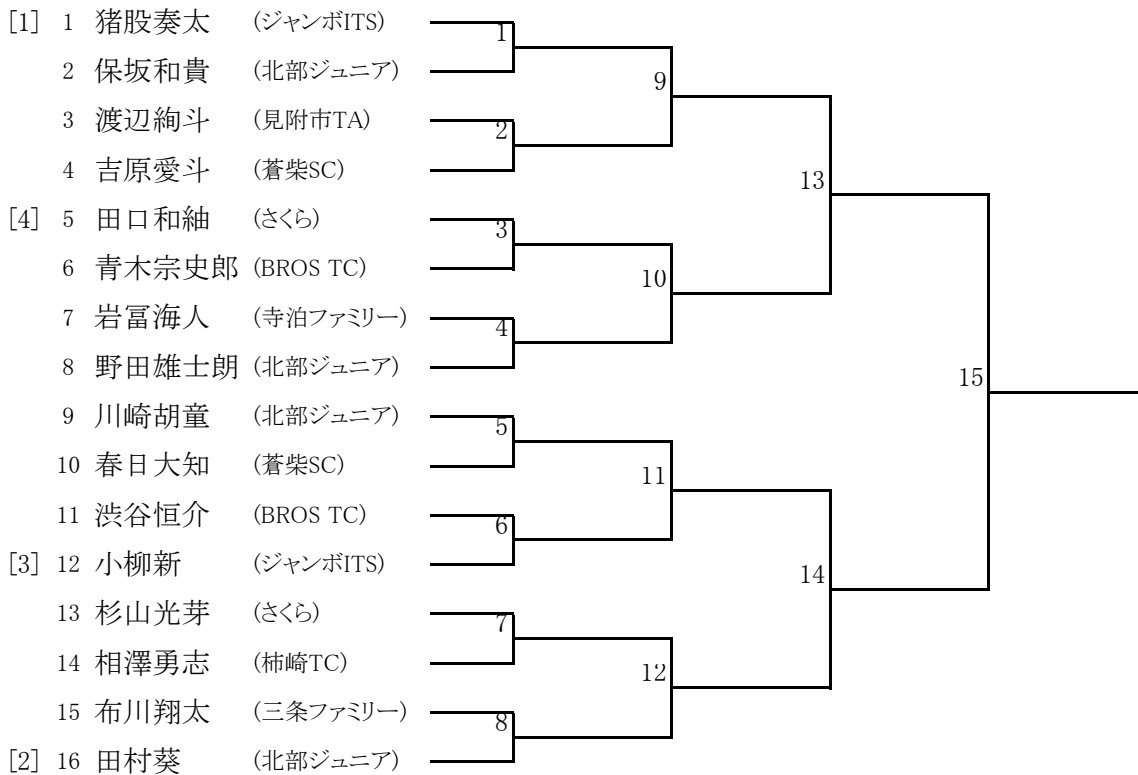 [1] 1 猪股奏太 (ジャンボITS)
1
2 保坂和貴 (北部ジュニア)
9
3 渡辺絢斗 (見附市TA)
2
4 吉原愛斗 (蒼柴SC)
13
[4] 5 田口和紬 (さくら)
3
6 青木宗史郎 (BROS TC)
10
7 岩冨海人 (寺泊ファミリー)
4
8 野田雄士朗 (北部ジュニア)
15
9 川崎胡童 (北部ジュニア)
5
10 春日大知 (蒼柴SC)
11
11 渋谷恒介 (BROS TC)
6
[3] 12 小柳新 (ジャンボITS)
14
13 杉山光芽 (さくら)
7
14 相澤勇志 (柿崎TC)
12
15 布川翔太 (三条ファミリー)
8
[2] 16 田村葵 (北部ジュニア)